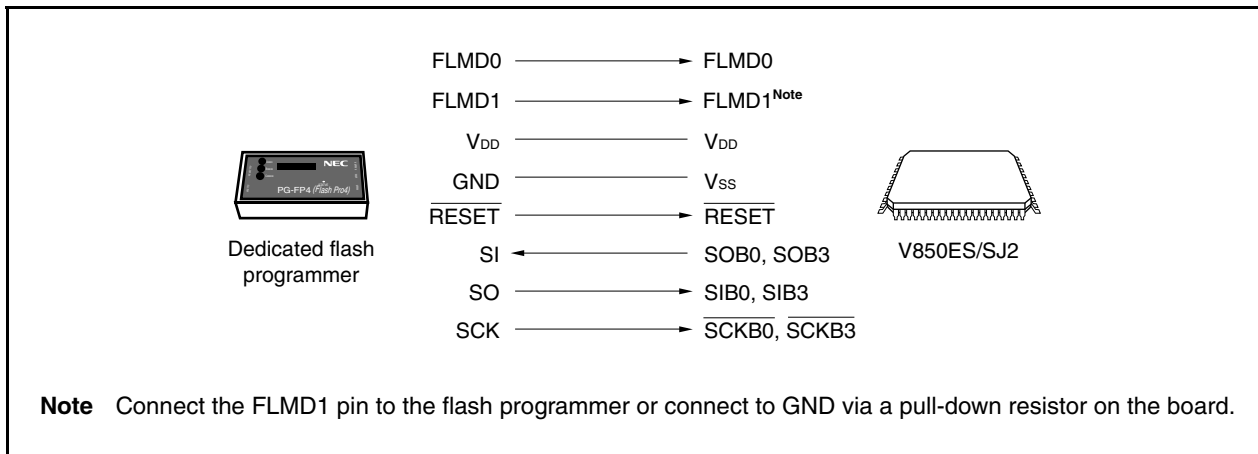 FLMD0 FLMD0
FLMD1 FLMD1Note
VDD VDD
GND VSS
RESET RESET
SI SOB0, SOB3
SO SIB0, SIB3
SCK SCKB0, SCKB3
NEC
PG-FP4 (Flash Pro4)
Dedicated flash
programmer
V850ES/SJ2
Note Connect the FLMD1 pin to the flash programmer or connect to GND via a pull-down resistor on the board.